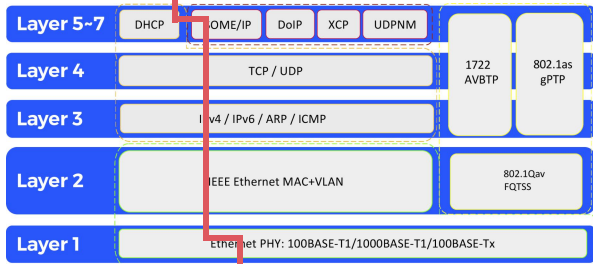 Layer 5~7
DHCP
SOME/IP
DoIP
XCP
UDPNM
1722
AVBTP
802.1as
gPTP
Layer 4
TCP / UDP
Layer 3
IPv4 / IPv6 / ARP / ICMP
Layer 2
IEEE Ethernet MAC+VLAN
802.1Qav
FQTSS
Layer 1
Ethernet PHY: 100BASE-T1/1000BASE-T1/100BASE-Tx